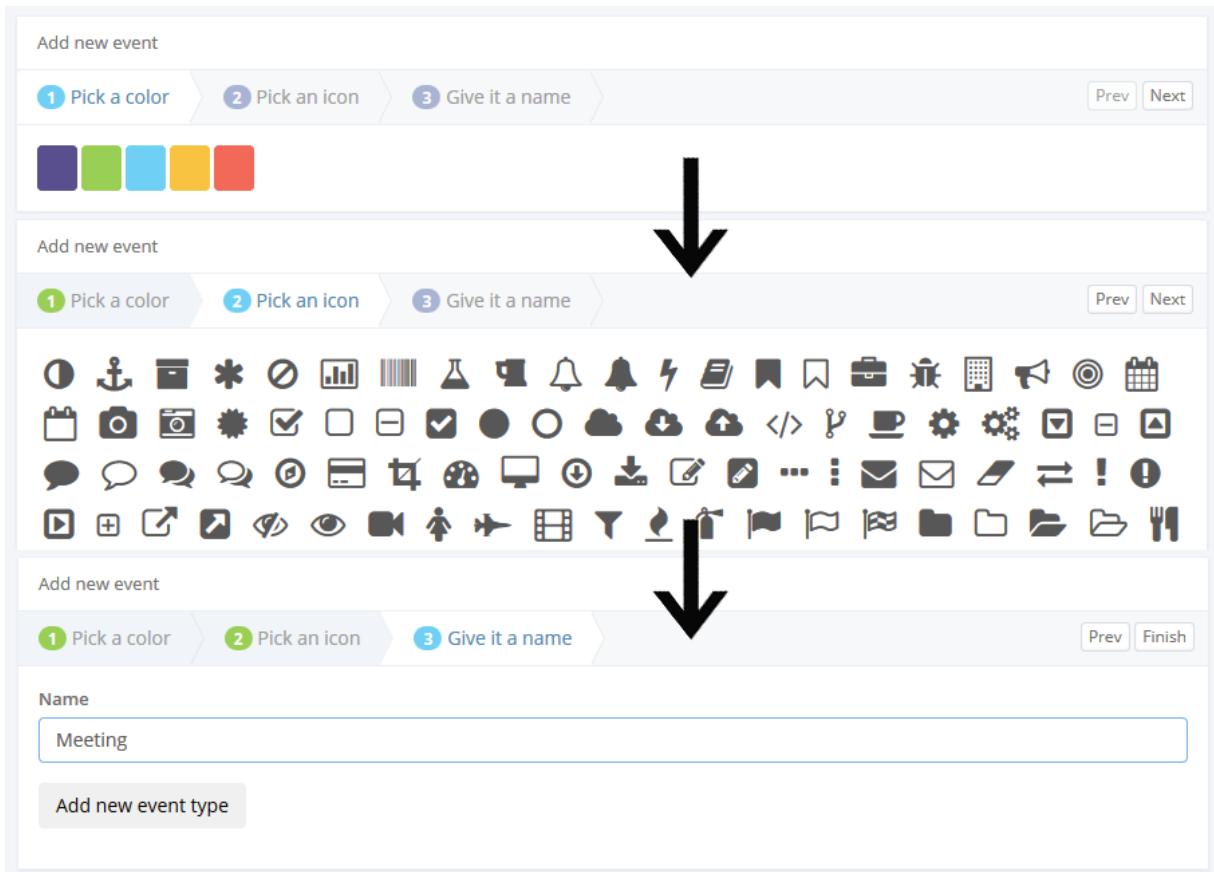 Add new event
1 Pick a color 2 Pick an icon 3 Give it a name Prev Next
Add new event
1 Pick a color 2 Pick an icon 3 Give it a name Prev Next
Add new event
1 Pick a color 2 Pick an icon 3 Give it a name Prev Finish
Name
Meeting
Add new event type